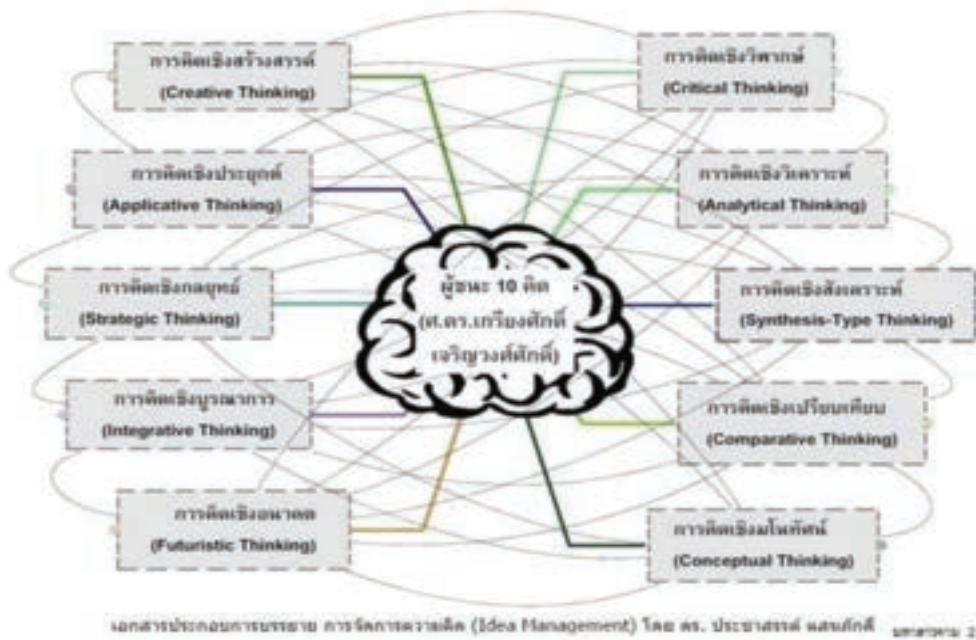 การคิดเชิงสร้างสรรค์
(Creative Thinking)
การคิดเชิงวิพากษ์
(Critical Thinking)
การคิดเชิงประยุกต์
(Applicative Thinking)
การคิดเชิงวิเคราะห์
(Analytical Thinking)
ผู้ชนะ 10 คิด
(ศ.ดร.เกรียงศักดิ์
เจริญวงศ์ศักดิ์)
การคิดเชิงกลยุทธ์
(Strategic Thinking)
การคิดเชิงสังเคราะห์
(Synthesis-Type Thinking)
การคิดเชิงบูรณาการ
(Integrative Thinking)
การคิดเชิงเปรียบเทียบ
(Comparative Thinking)
การคิดเชิงอนาคต
(Futuristic Thinking)
การคิดเชิงมโนทัศน์
(Conceptual Thinking)
เอกสารประกอบการบรรยาย การจัดการความคิด (Idea Management) โดย ดร. ประชาสรรค์ แสนภักดี